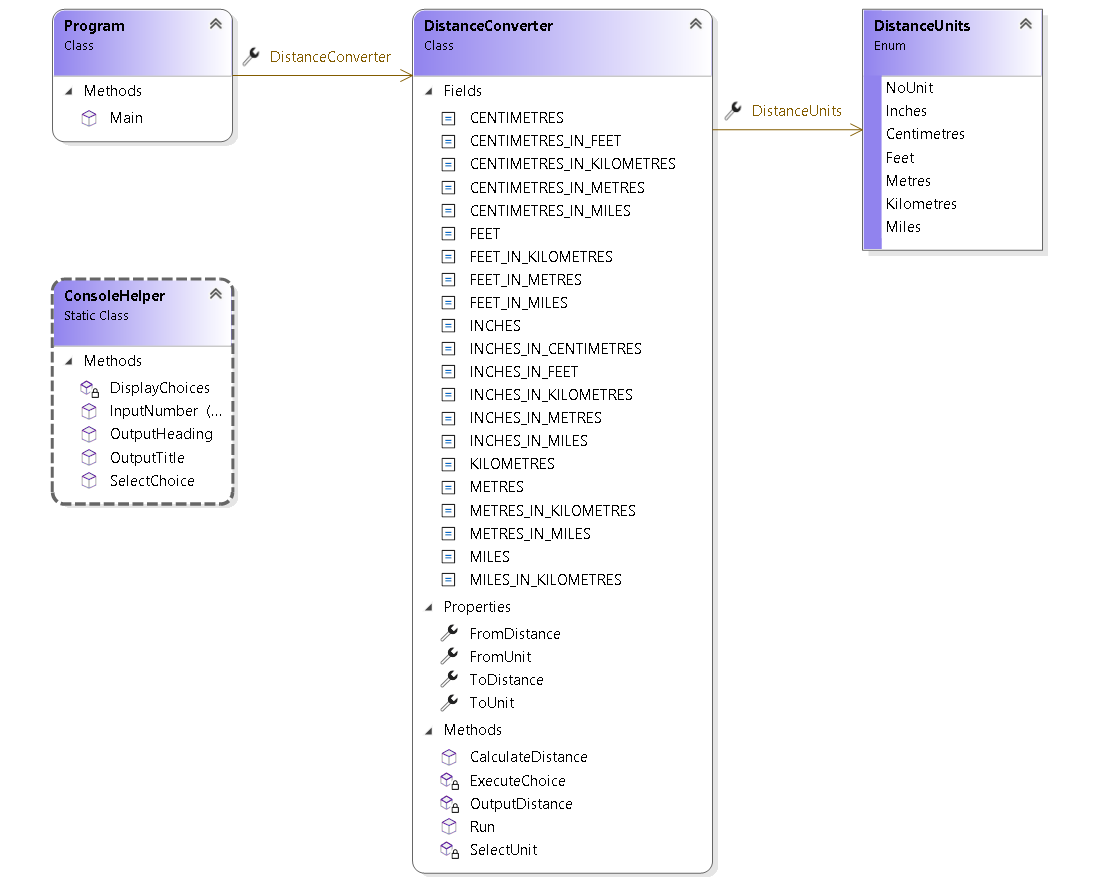 Program
Class
Methods
Main
DistanceConverter
ConsoleHelper
Static Class
Methods
DisplayChoices
InputNumber (...
OutputHeading
OutputTitle
SelectChoice
DistanceConverter
Class
Fields
CENTIMETRES
CENTIMETRES_IN_FEET
CENTIMETRES_IN_KILOMETRES
CENTIMETRES_IN_METRES
CENTIMETRES_IN_MILES
FEET
FEET_IN_KILOMETRES
FEET_IN_METRES
FEET_IN_MILES
INCHES
INCHES_IN_CENTIMETRES
INCHES_IN_FEET
INCHES_IN_KILOMETRES
INCHES_IN_METRES
INCHES_IN_MILES
KILOMETRES
METRES
METRES_IN_KILOMETRES
METRES_IN_MILES
MILES
MILES_IN_KILOMETRES
Properties
FromDistance
FromUnit
ToDistance
ToUnit
Methods
CalculateDistance
ExecuteChoice
OutputDistance
Run
SelectUnit
DistanceUnits
DistanceUnits
Enum
NoUnit
Inches
Centimetres
Feet
Metres
Kilometres
Miles